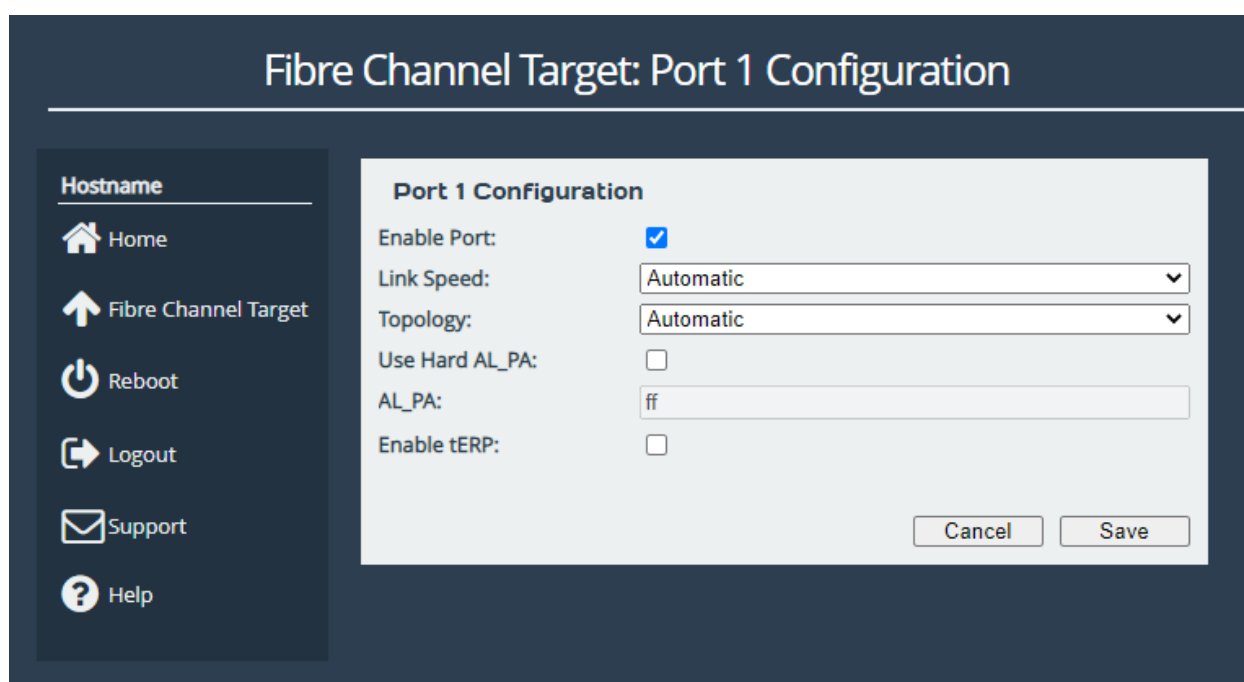 Fibre Channel Target: Port 1 Configuration
Hostname
Home
Fibre Channel Target
Reboot
Logout
Support
Help
Port 1 Configuration
Enable Port:
Link Speed: Automatic
Topology: Automatic
Use Hard AL_PA:
AL_PA: ff
Enable tERP:
Cancel Save